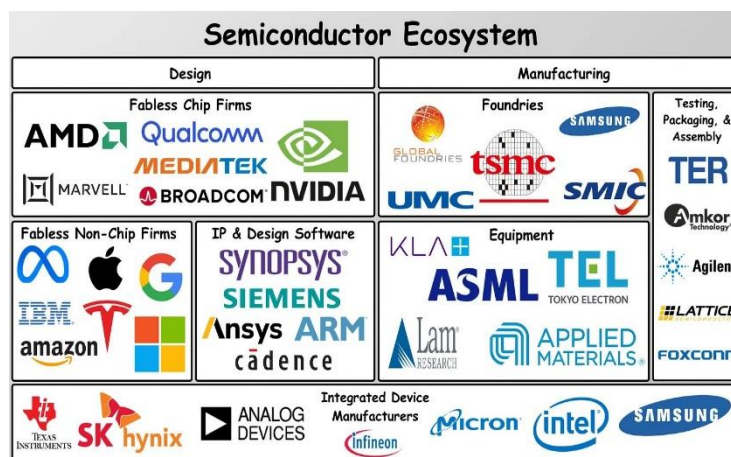 Semiconductor Ecosystem
Design
Manufacturing
Fabless Chip Firms
AMD
Qualcomm
MEDIATEK
MARVELL
BROADCOM
NVIDIA
Foundries
GLOBAL
FOUNDRIES
tsmc
SAMSUNG
UMC
SMIC
Testing,
Packaging, &
Assembly
TER
Amkor
Technology
Agilen
LATTICE
SEMICONDUCTOR
FOXCONN
Fabless Non-Chip Firms
G
IBM
amazon
IP & Design Software
SYNOPSYS
SIEMENS
Ansys
ARM
cādence
Equipment
KLA
ASML
TEL
TOKYO ELECTRON
Lam
RESEARCH
APPLIED
MATERIALS
Integrated Device
Manufacturers
TEXAS
INSTRUMENTS
SK hynix
ANALOG
DEVICES
infineon
Micron
intel
SAMSUNG